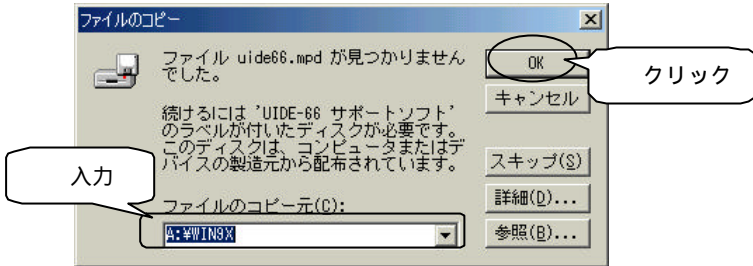 ファイルのコピー
ファイル uide66.mpd が見つかりません
でした。
続けるには 'UIDE-66 サポートソフト'
のラベルが付いたディスクが必要です。
このディスクは、コンピュータまたはデ
バイスの製造元から配布されています。
ファイルのコピー元(C):
A:¥WIN9X
OK
キャンセル
スキップ(S)
詳細(D)...
参照(B)...
クリック
入力